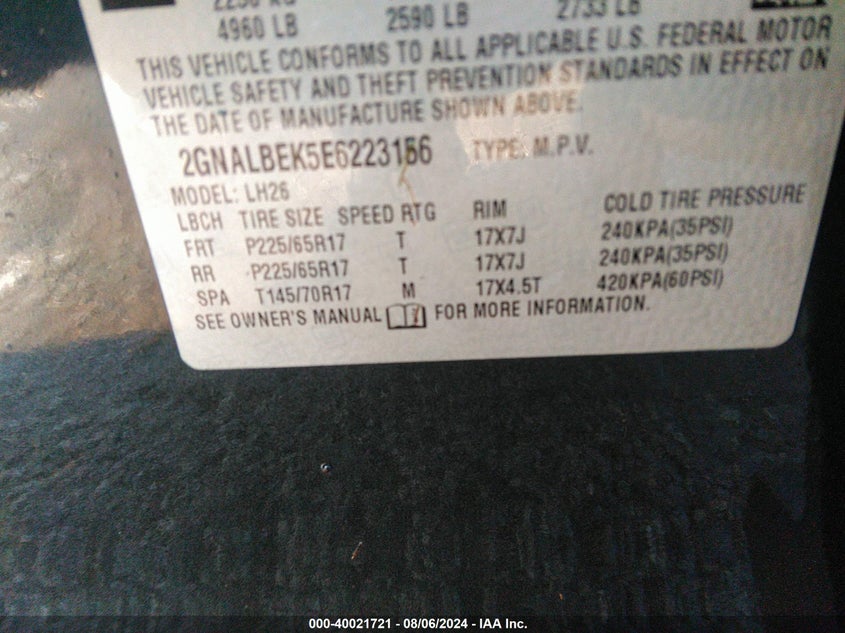 4960 LB 2590 LB 2733 LB
THIS VEHICLE CONFORMS TO ALL APPLICABLE U.S. FEDERAL MOTOR
VEHICLE SAFETY AND THEFT PREVENTION STANDARDS IN EFFECT ON
THE DATE OF MANUFACTURE SHOWN ABOVE.
2GNALBEK5E6223156 TYPE: M.P.V.
MODEL: LH26
LBCH TIRE SIZE SPEED RTG RIM COLD TIRE PRESSURE
FRT P225/65R17 T 17X7J 240KPA(35PSI)
RR P225/65R17 T 17X7J 240KPA(35PSI)
SPA T145/70R17 M 17X4.5T 420KPA(60PSI)
SEE OWNER'S MANUAL FOR MORE INFORMATION.
000-40021721 - 08/06/2024 - IAA Inc.